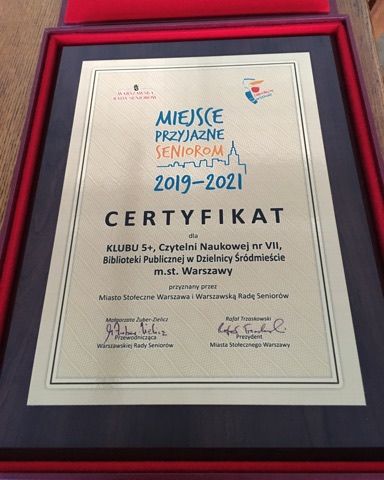 WARSZAWSKA
RADA SENIORÓW
MIEJSCE
PRZYJAZNE
SENIOROM
2019-2021
CERTYFIKAT
dla
KLUBU 5+, Czytelni Naukowej nr VII,
Biblioteki Publicznej w Dzielnicy Śródmieście
m.st. Warszawy
przyznany przez
Miasto Stołeczne Warszawa i Warszawską Radę Seniorów
Małgorzata Żuber-Zielicz
Przewodnicząca
Warszawskiej Rady Seniorów
Rafał Trzaskowski
Prezydent
Miasta Stołecznego Warszawy